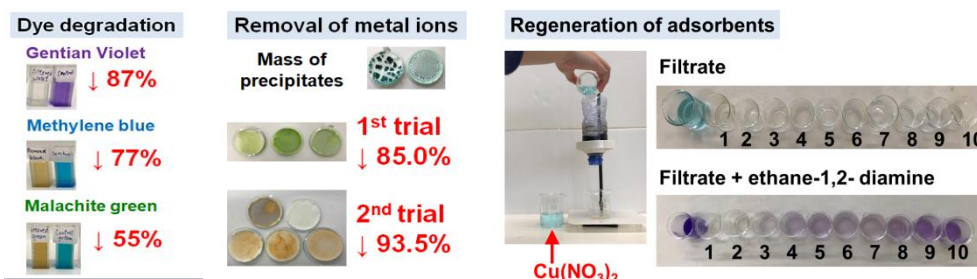 Dye degradation
Gentian Violet
↓ 87%
Methylene blue
↓ 77%
Malachite green
↓ 55%
Removal of metal ions
Mass of
precipitates
1st trial
↓ 85.0%
2nd trial
↓ 93.5%
Regeneration of adsorbents
Cu(NO3)2
Filtrate
1 2 3 4 5 6 7 8 9 10
Filtrate + ethane-1,2- diamine
1 2 3 4 5 6 7 8 9 10